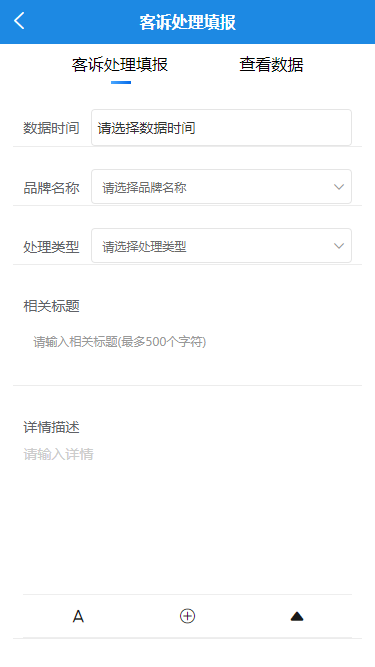 客诉处理填报
客诉处理填报 查看数据
数据时间 请选择数据时间
品牌名称 请选择品牌名称
处理类型 请选择处理类型
相关标题
请输入相关标题(最多500个字符)
详情描述
请输入详情
A